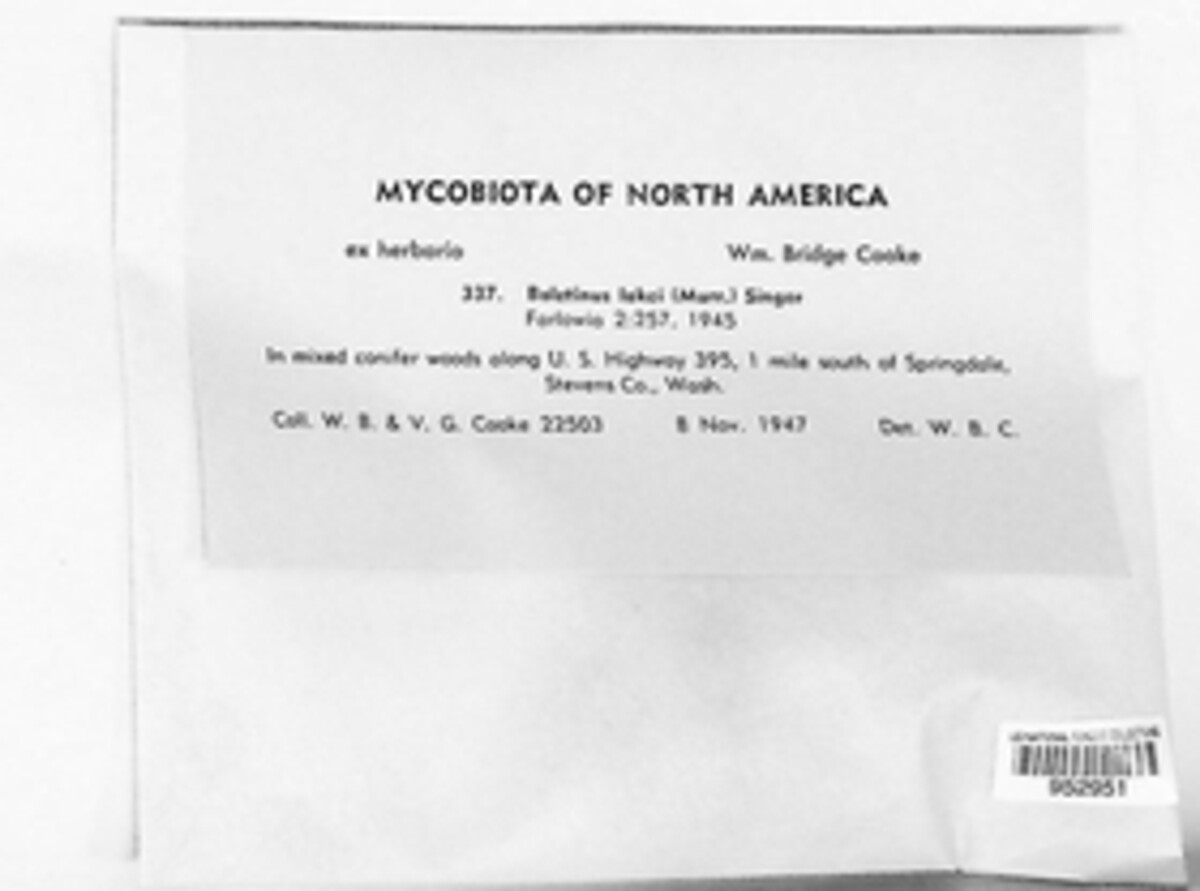 MYCOBIOTA OF NORTH AMERICA
ex herbario Wm. Bridge Cooke
337. Boletinus lakei (Murr.) Singer
Farlowia 2:257, 1945
In mixed conifer woods along U. S. Highway 395, 1 mile south of Springdale,
Stevens Co., Wash.
Coll. W. B. & V. G. Cooke 22503 8 Nov. 1947 Det. W. B. C.
952951